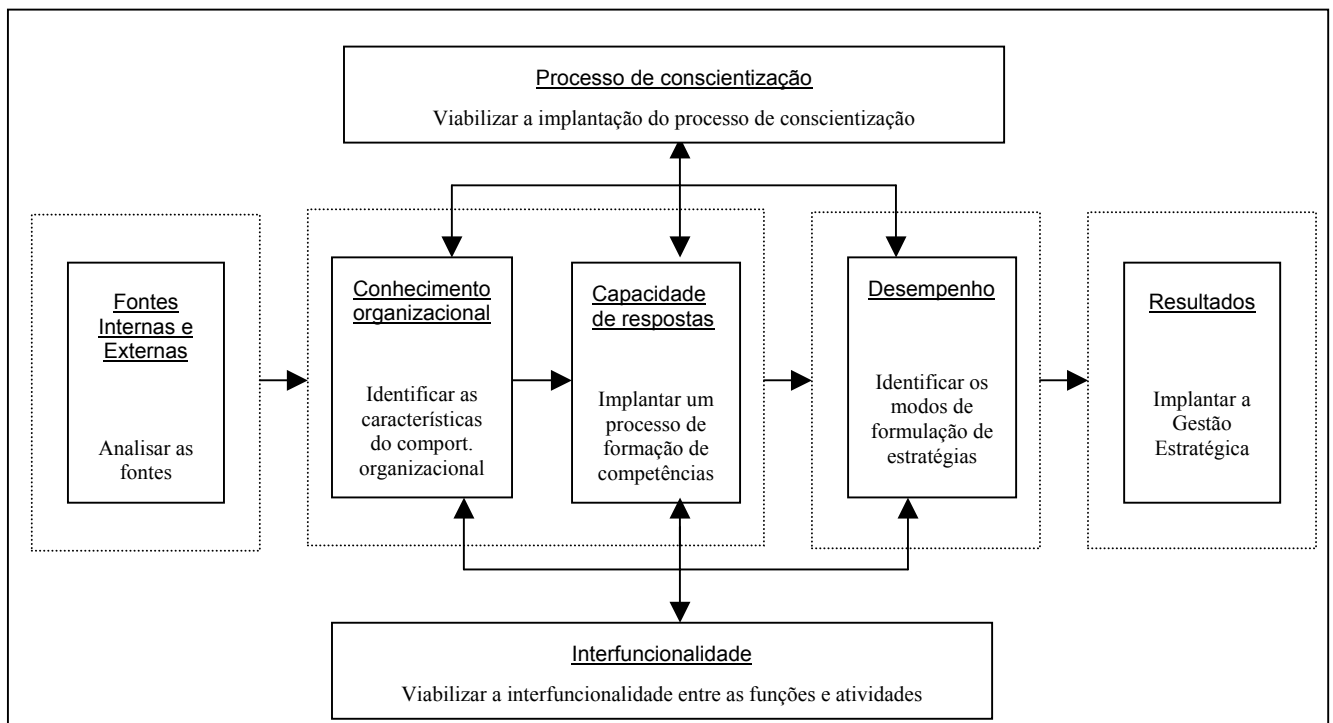 Processo de conscientização
Viabilizar a implantação do processo de conscientização
Fontes
Internas e
Externas
Analisar as
fontes
Conhecimento
organizacional
Identificar as
características
do comport.
organizacional
Capacidade
de respostas
Implantar um
processo de
formação de
competências
Desempenho
Identificar os
modos de
formulação de
estratégias
Resultados
Implantar a
Gestão
Estratégica
Interfuncionalidade
Viabilizar a interfuncionalidade entre as funções e atividades